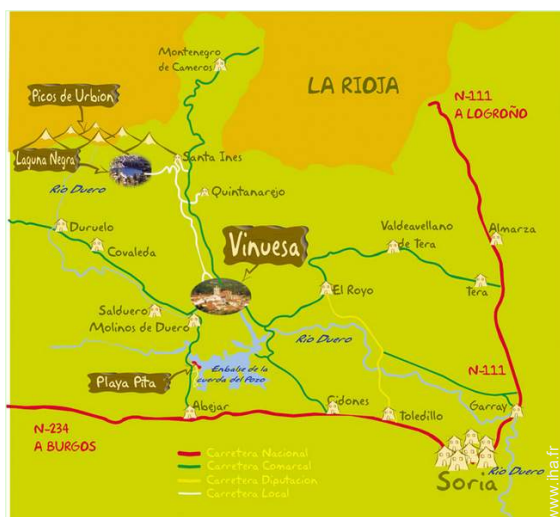 Montenegro
de Cameros
LA RIOJA
Picos de Urbion
N-111
A LOGROÑO
Laguna Negra
Santa Ines
Río Duero
Quintanarejo
Duruelo
Covaleda
Vinuesa
Valdeavellano
de Tera
Almarza
El Royo
Tera
Salduero
Molinos de Duero
Río Duero
Embalse de la
cuerda del Pozo
Playa Pita
N-111
Abejar
Cidones
Toledillo
Garray
N-234
A BURGOS
Carretera Nacional
Carretera Comarcal
Carretera Diputacion
Carretera Local
Soria
Río Duero
www.iha.fr